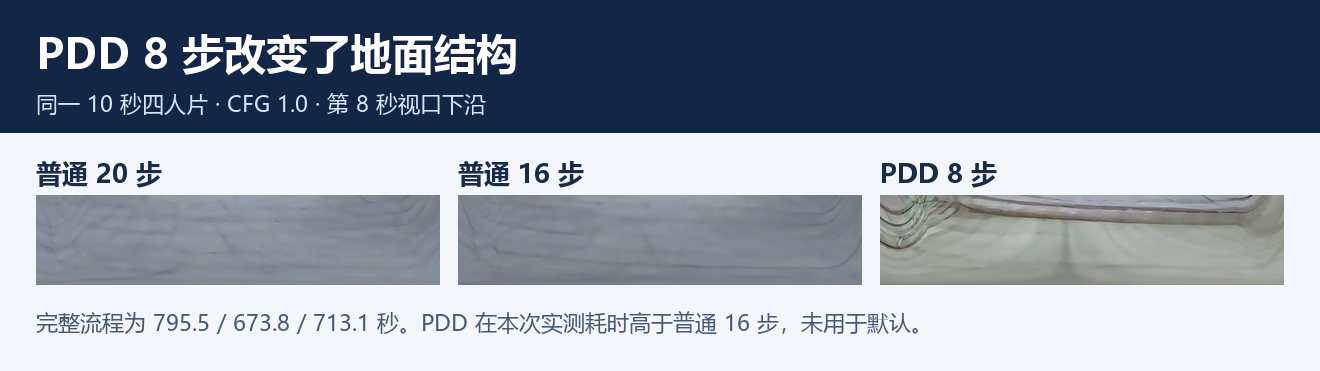 PDD 8 步改变了地面结构
同一 10 秒四人片 · CFG 1.0 · 第 8 秒视口下沿
普通 20 步
普通 16 步
PDD 8 步
完整流程为 795.5 / 673.8 / 713.1 秒。PDD 在本次实测耗时高于普通 16 步，未用于默认。